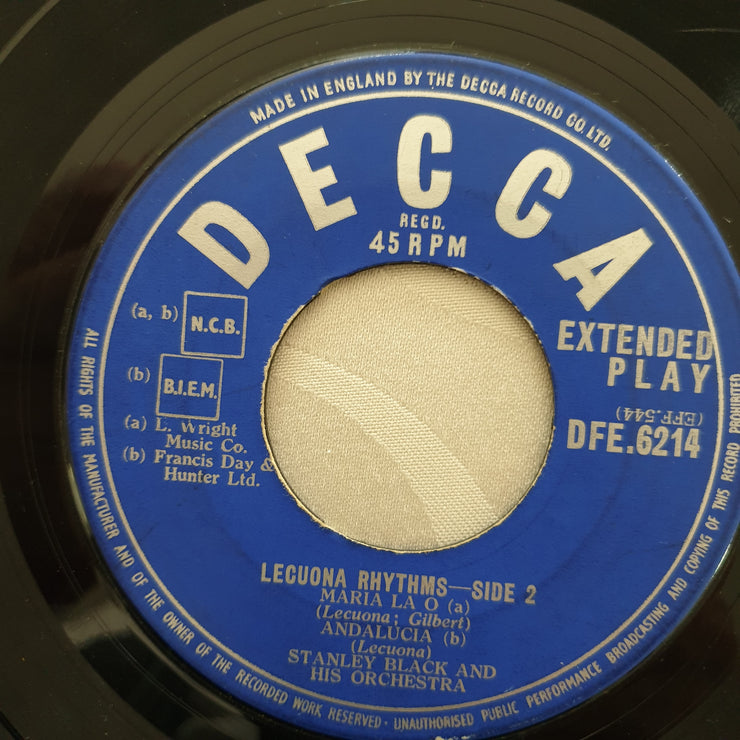 MADE IN ENGLAND BY THE DECCA RECORD CO. LTD.
DECCA
REGD.
45 RPM
(a, b) N.C.B.
(b) B.I.E.M.
(a) L. Wright
Music Co.
(b) Francis Day &
Hunter Ltd.
EXTENDED
PLAY
(EFF.544)
DFE.6214
LECUONA RHYTHMS—SIDE 2
MARIA LA O (a)
(Lecuona; Gilbert)
ANDALUCIA (b)
(Lecuona)
STANLEY BLACK AND
HIS ORCHESTRA
ALL RIGHTS OF THE MANUFACTURER AND OF THE OWNER OF THE RECORDED WORK RESERVED · UNAUTHORISED PUBLIC PERFORMANCE BROADCASTING AND COPYING OF THIS RECORD PROHIBITED